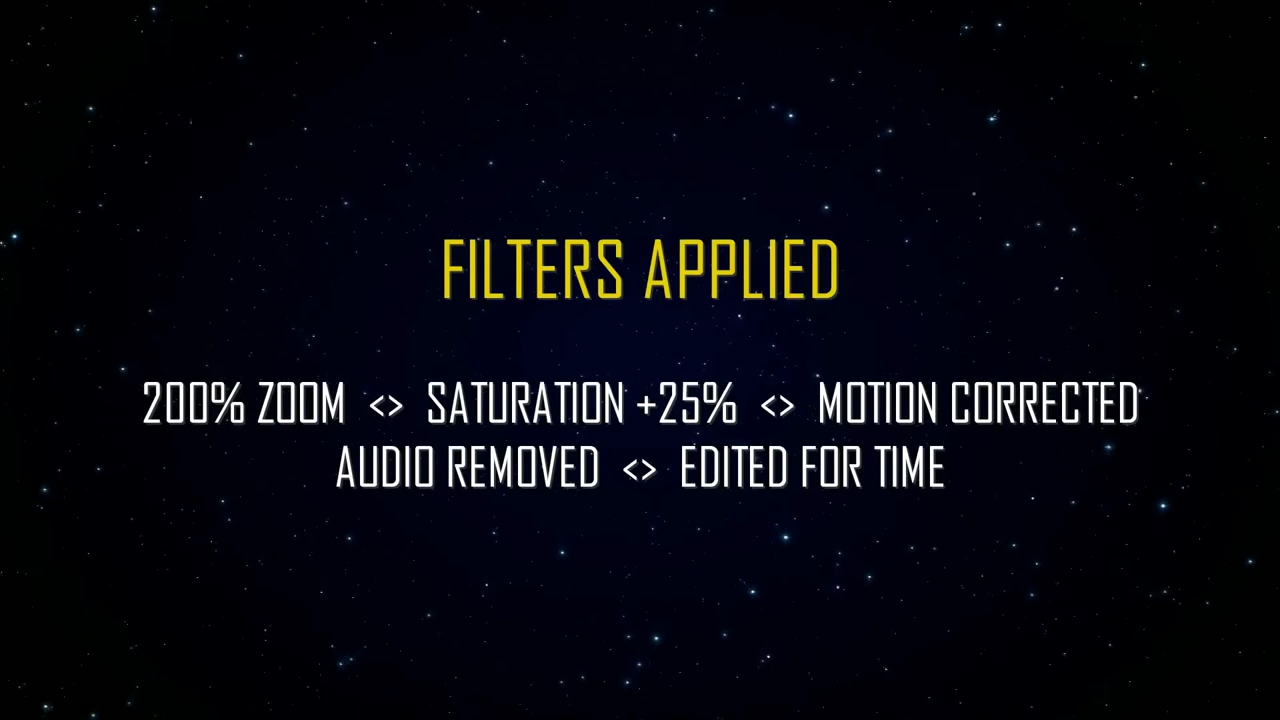 FILTERS APPLIED
200% ZOOM <> SATURATION +25% <> MOTION CORRECTED
AUDIO REMOVED <> EDITED FOR TIME